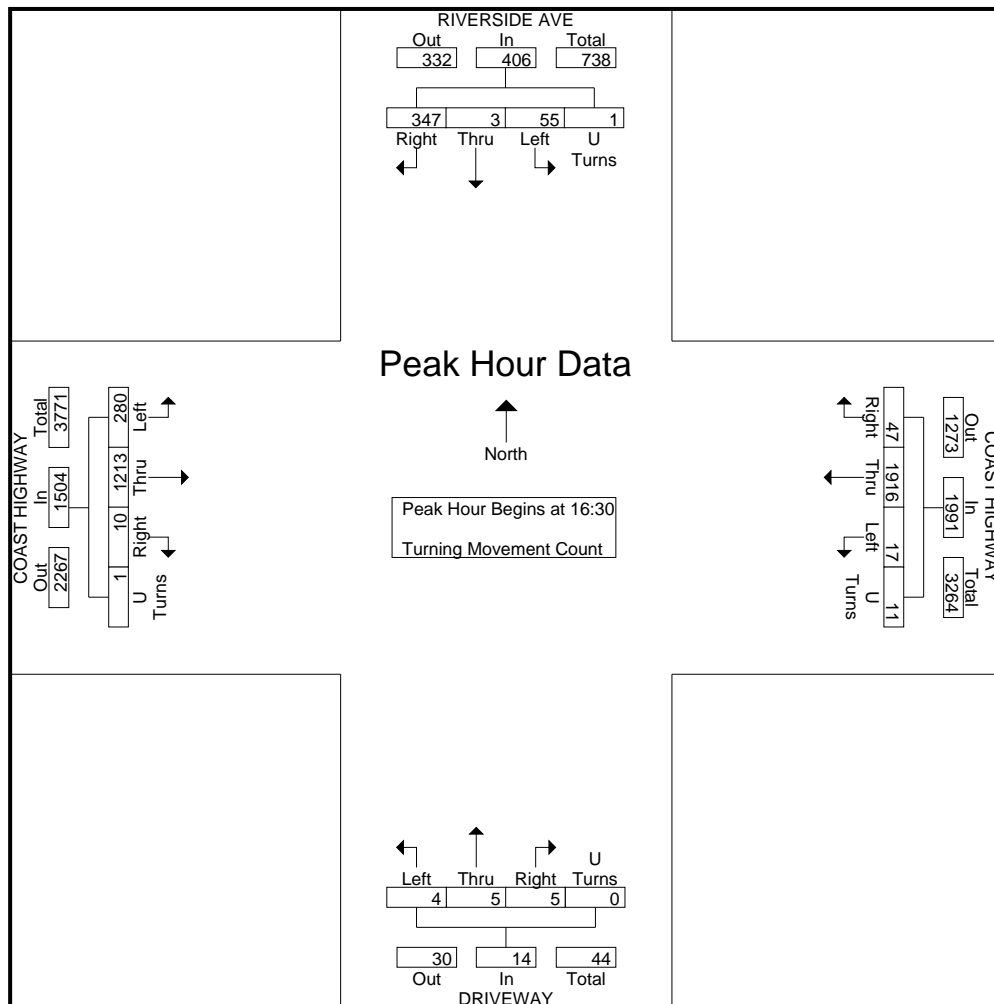 RIVERSIDE AVE
Out In Total
332 406 738
347 3 55 1
Right Thru Left U
Turns
Peak Hour Data
North
Peak Hour Begins at 16:30
Turning Movement Count
COAST HIGHWAY
Out In Total
2267 1504 3771
280 1213 10 1
Left Thru Right U
Turns
COAST HIGHWAY
Out In Total
1273 1991 3264
47 1916 17 11
Right Thru Left U
Turns
U
Left Thru Right Turns
4 5 5 0
30 14 44
Out In Total
DRIVEWAY